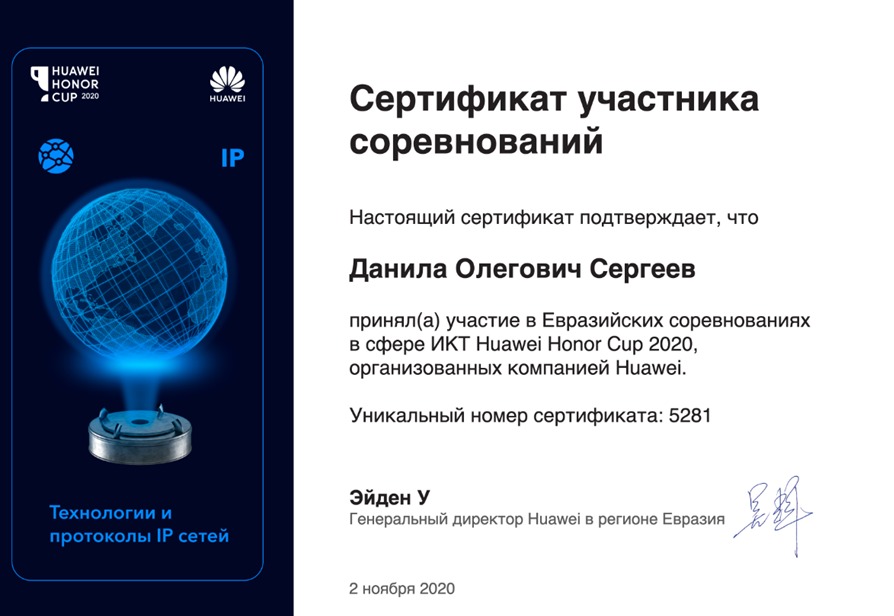 HUAWEI
HONOR
CUP 2020
HUAWEI
IP
Технологии и
протоколы IP сетей
Сертификат участника
соревнований
Настоящий сертификат подтверждает, что
Данила Олегович Сергеев
принял(а) участие в Евразийских соревнованиях
в сфере ИКТ Huawei Honor Cup 2020,
организованных компанией Huawei.
Уникальный номер сертификата: 5281
Эйден У
Генеральный директор Huawei в регионе Евразия
2 ноября 2020